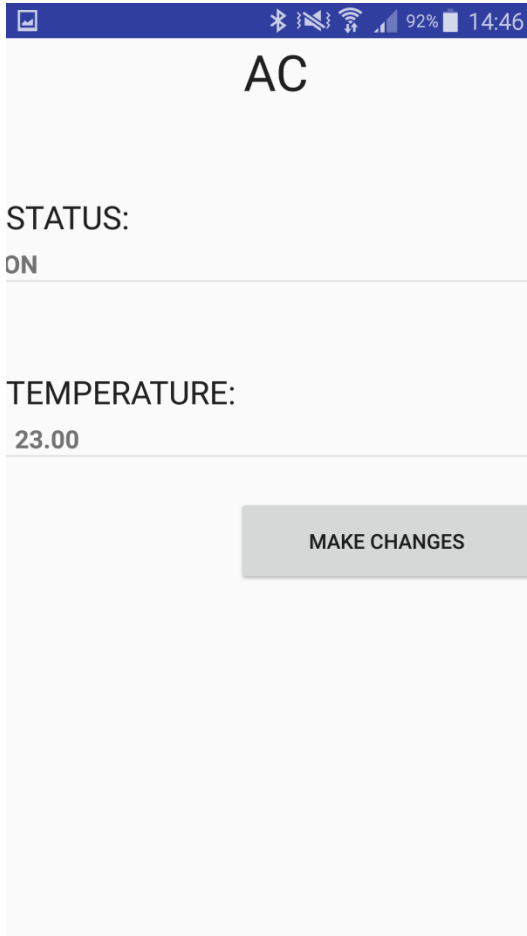 92% 14:46
AC
STATUS:
ON
TEMPERATURE:
23.00
MAKE CHANGES